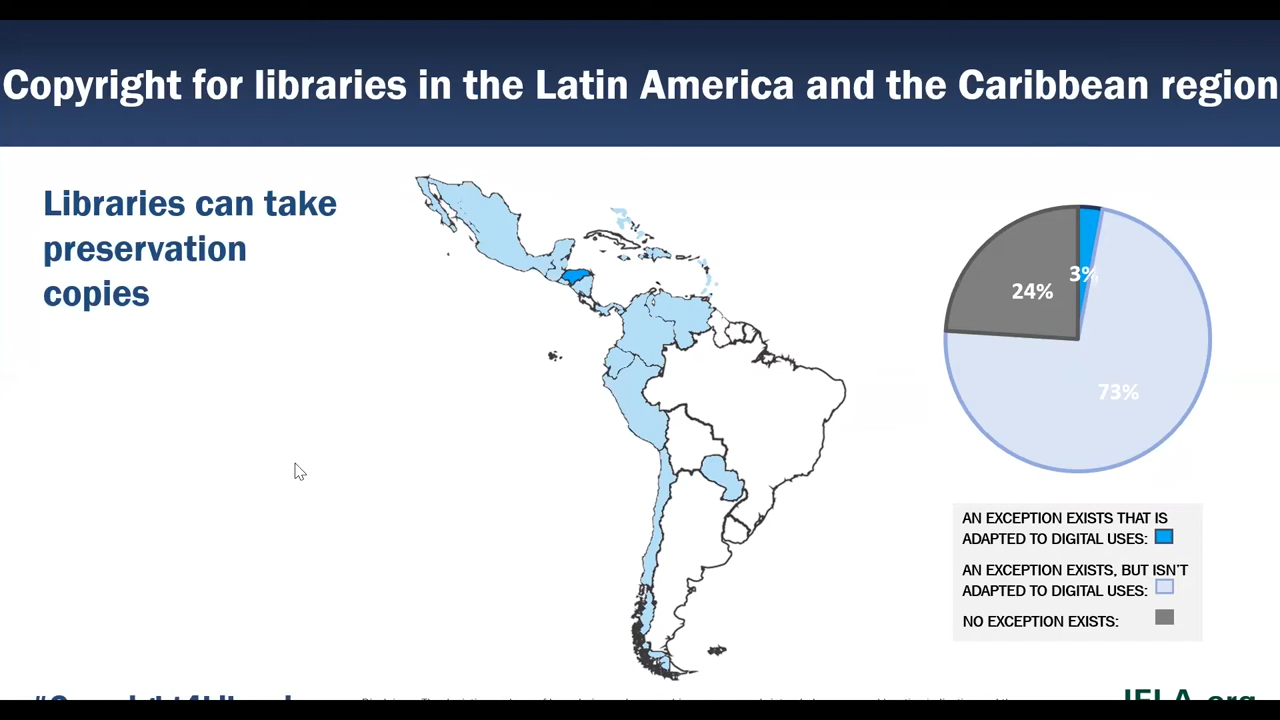 Copyright for libraries in the Latin America and the Caribbean region
Libraries can take
preservation
copies
3%
24%
73%
AN EXCEPTION EXISTS THAT IS
ADAPTED TO DIGITAL USES:
AN EXCEPTION EXISTS, BUT ISN'T
ADAPTED TO DIGITAL USES:
NO EXCEPTION EXISTS:
IFLA.org